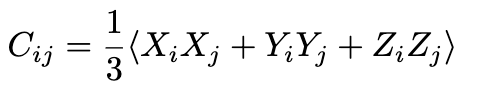 $C_{ij} = \frac{1}{3} \langle X_i X_j + Y_i Y_j + Z_i Z_j \rangle$